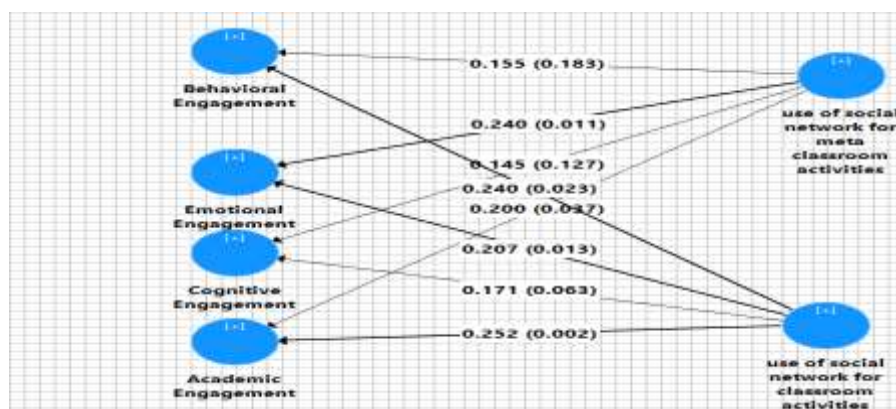 [+]
Behavioral
Engagement
[+]
Emotional
Engagement
[+]
Cognitive
Engagement
[+]
Academic
Engagement
0.155 (0.183)
0.240 (0.011)
0.145 (0.127)
0.240 (0.023)
0.200 (0.037)
0.207 (0.013)
0.171 (0.063)
0.252 (0.002)
[+]
use of social
network for
meta
classroom
activities
[+]
use of social
network for
classroom
activities